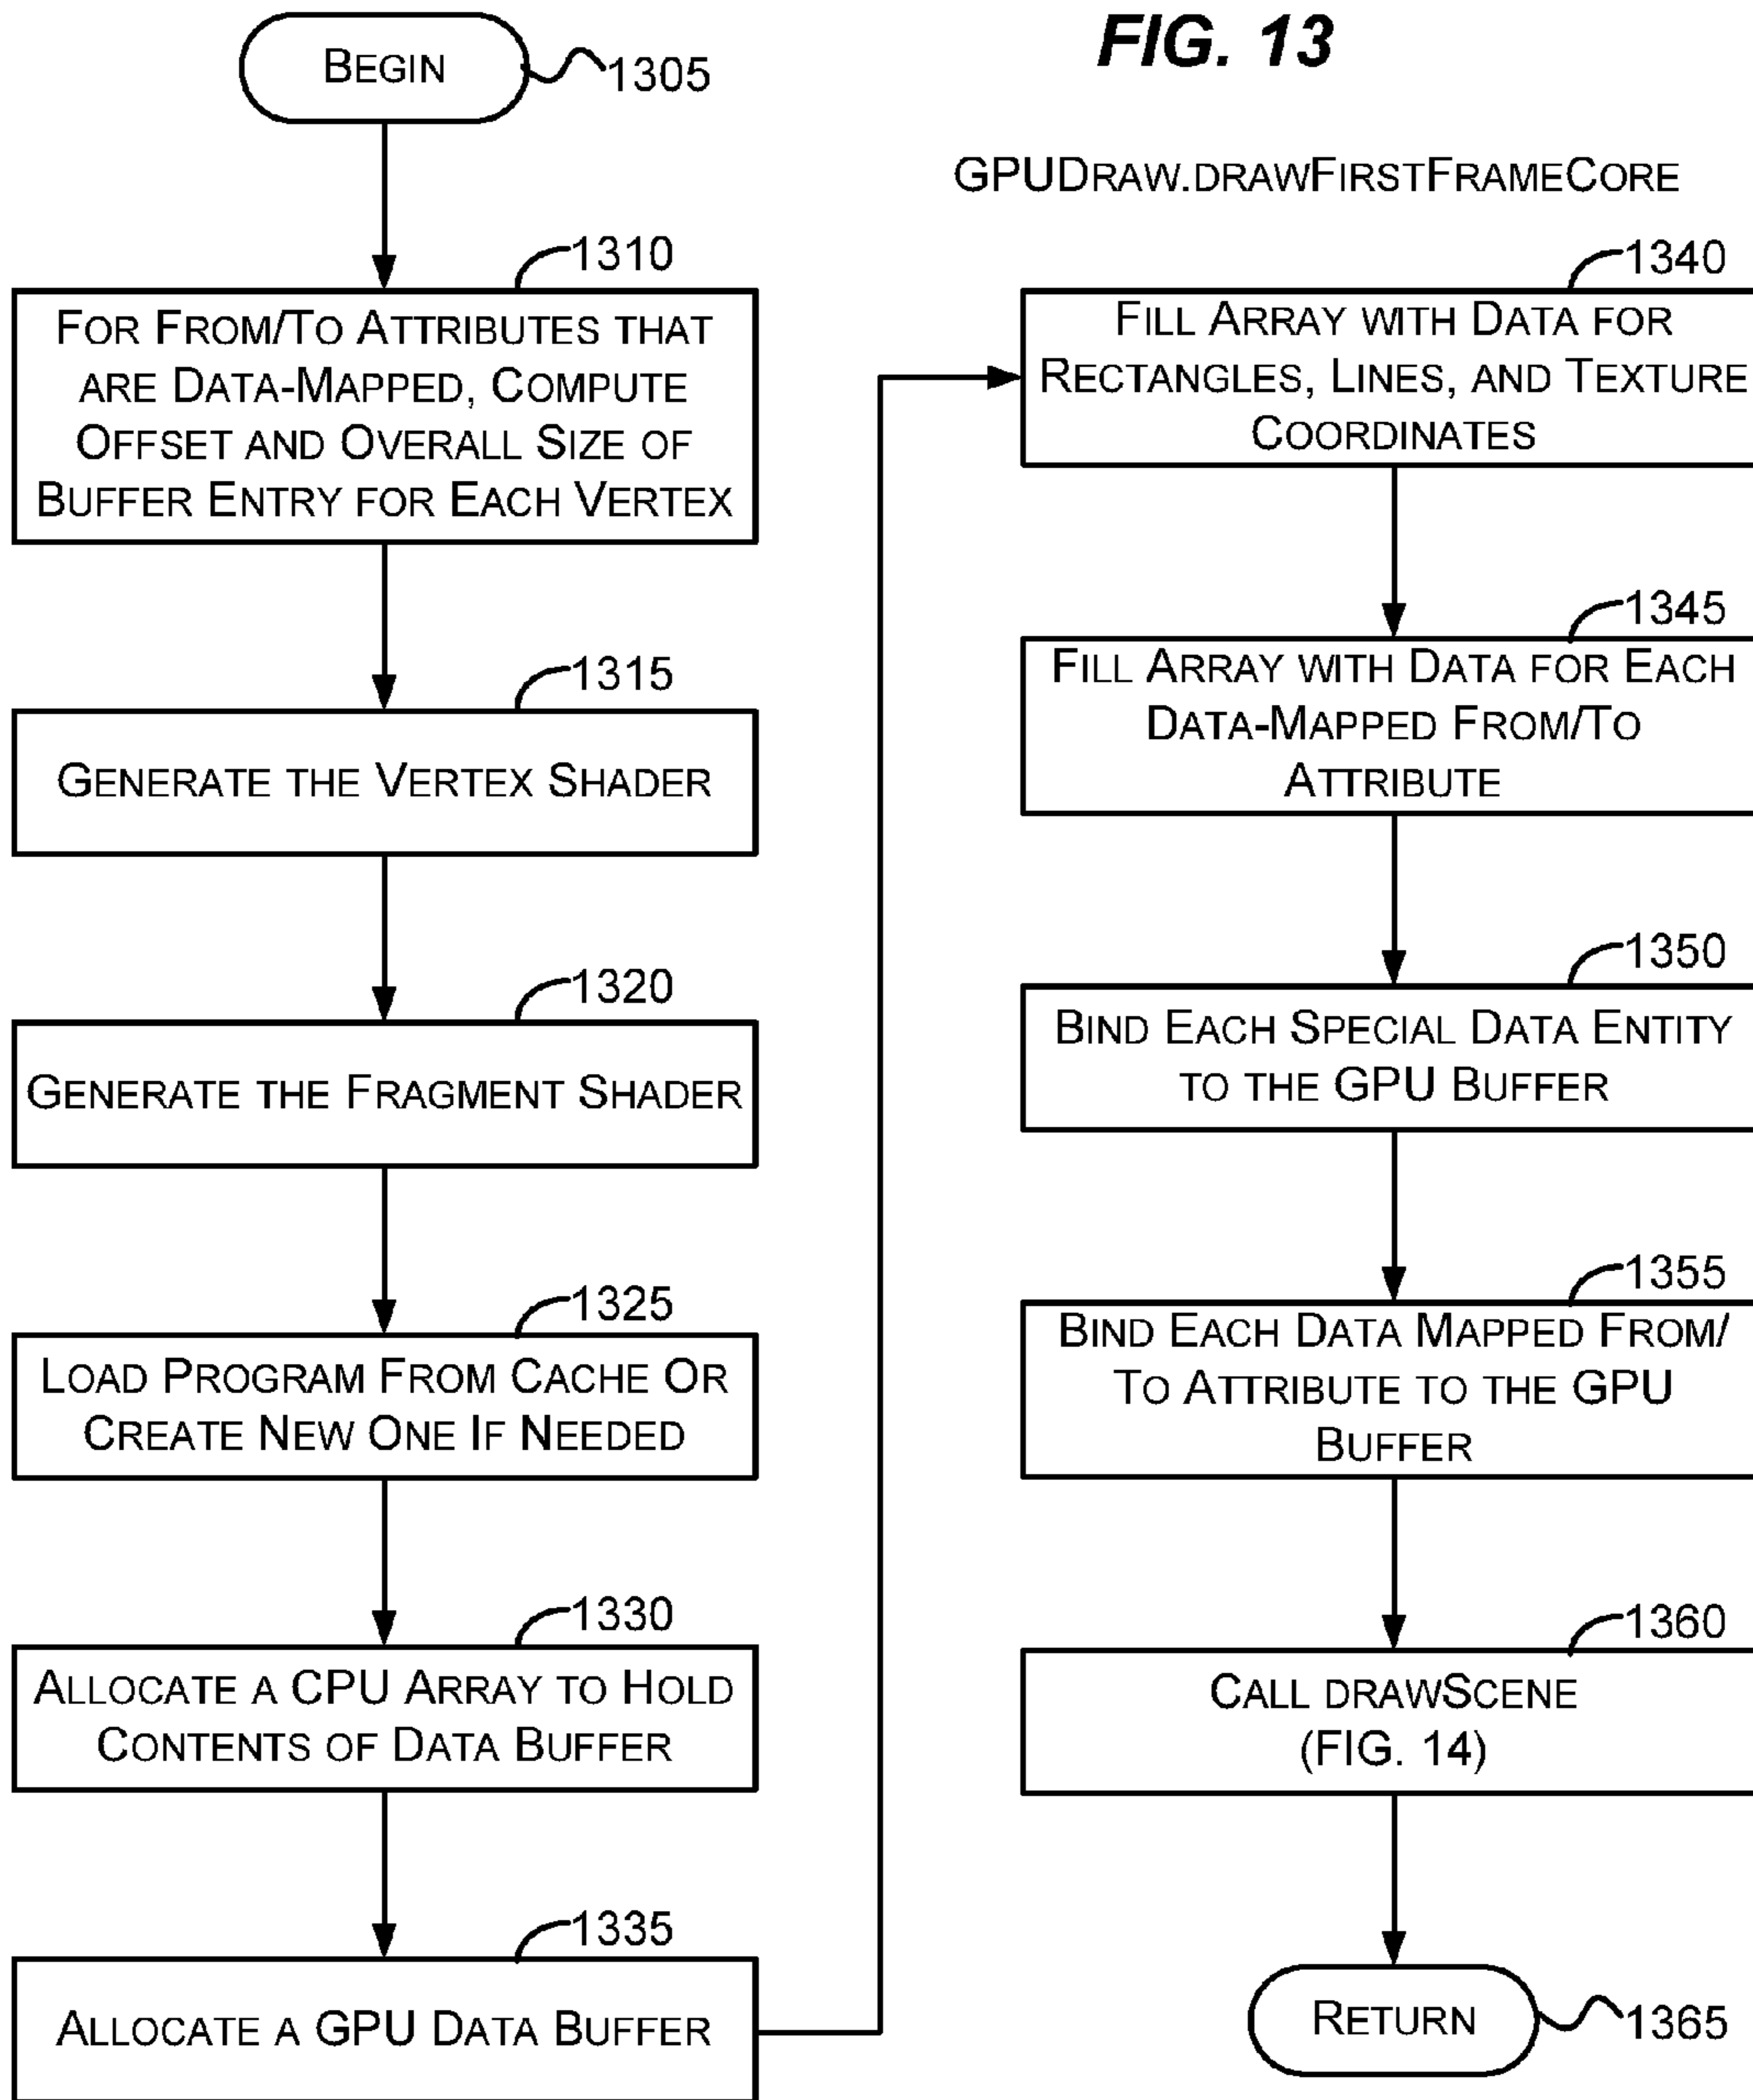 FIG. 13
GPUDRAW.DRAWFIRSTFRAMECORE
BEGIN
1305
1310
FOR FROM/TO ATTRIBUTES THAT
ARE DATA-MAPPED, COMPUTE
OFFSET AND OVERALL SIZE OF
BUFFER ENTRY FOR EACH VERTEX
1315
GENERATE THE VERTEX SHADER
1320
GENERATE THE FRAGMENT SHADER
1325
LOAD PROGRAM FROM CACHE OR
CREATE NEW ONE IF NEEDED
1330
ALLOCATE A CPU ARRAY TO HOLD
CONTENTS OF DATA BUFFER
1335
ALLOCATE A GPU DATA BUFFER
1340
FILL ARRAY WITH DATA FOR
RECTANGLES, LINES, AND TEXTURE
COORDINATES
1345
FILL ARRAY WITH DATA FOR EACH
DATA-MAPPED FROM/TO
ATTRIBUTE
1350
BIND EACH SPECIAL DATA ENTITY
TO THE GPU BUFFER
1355
BIND EACH DATA MAPPED FROM/
TO ATTRIBUTE TO THE GPU
BUFFER
1360
CALL DRAWSCENE
(FIG. 14)
RETURN
1365